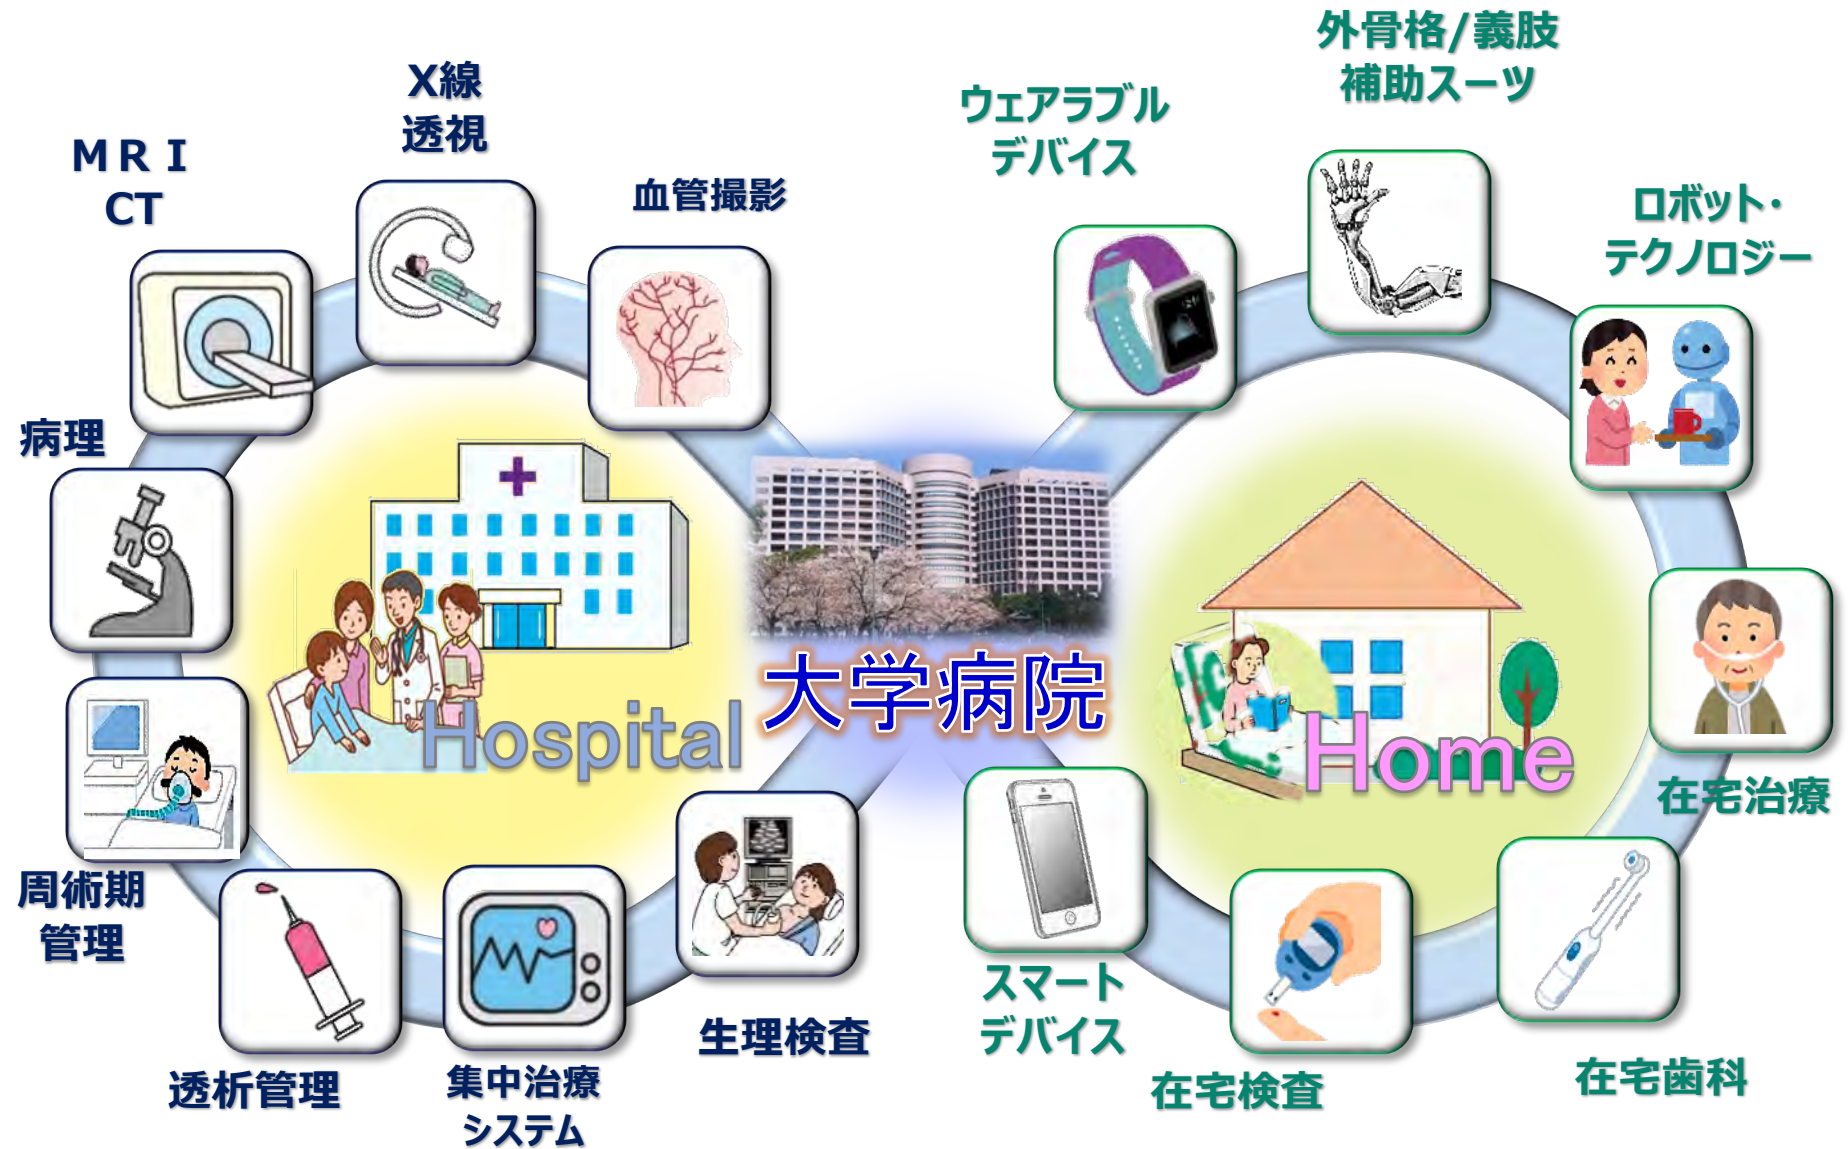 外骨格/義肢
補助スーツ
X線
透視
ウェアラブル
デバイス
ＭＲＩ
CT
血管撮影
ロボット・
テクノロジー
病理
大学病院
Hospital
Home
在宅治療
周術期
管理
スマート
デバイス
生理検査
透析管理
集中治療
システム
在宅検査
在宅歯科